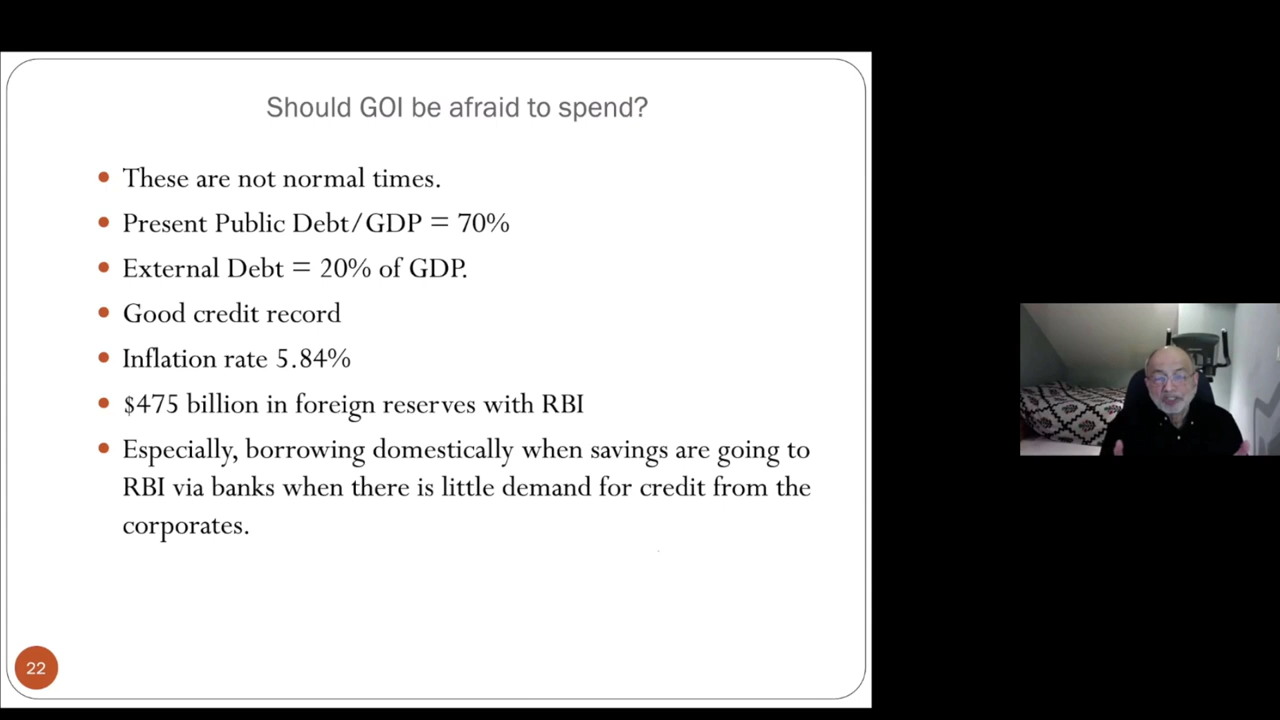 Should GOI be afraid to spend?
These are not normal times.
Present Public Debt/GDP = 70%
External Debt = 20% of GDP.
Good credit record
Inflation rate 5.84%
$475 billion in foreign reserves with RBI
Especially, borrowing domestically when savings are going to
RBI via banks when there is little demand for credit from the
corporates.
22